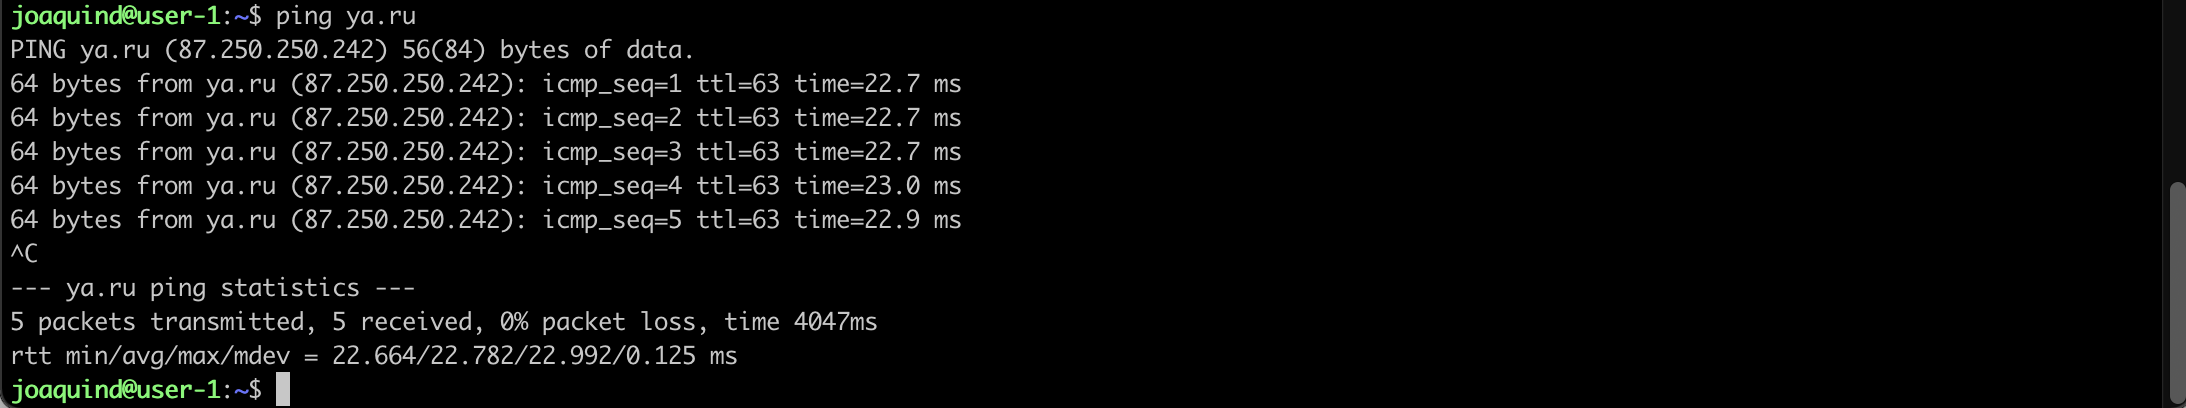 joaquind@user-1:~$ ping ya.ru
PING ya.ru (87.250.250.242) 56(84) bytes of data.
64 bytes from ya.ru (87.250.250.242): icmp_seq=1 ttl=63 time=22.7 ms
64 bytes from ya.ru (87.250.250.242): icmp_seq=2 ttl=63 time=22.7 ms
64 bytes from ya.ru (87.250.250.242): icmp_seq=3 ttl=63 time=22.7 ms
64 bytes from ya.ru (87.250.250.242): icmp_seq=4 ttl=63 time=23.0 ms
64 bytes from ya.ru (87.250.250.242): icmp_seq=5 ttl=63 time=22.9 ms
^C
--- ya.ru ping statistics ---
5 packets transmitted, 5 received, 0% packet loss, time 4047ms
rtt min/avg/max/mdev = 22.664/22.782/22.992/0.125 ms
joaquind@user-1:~$